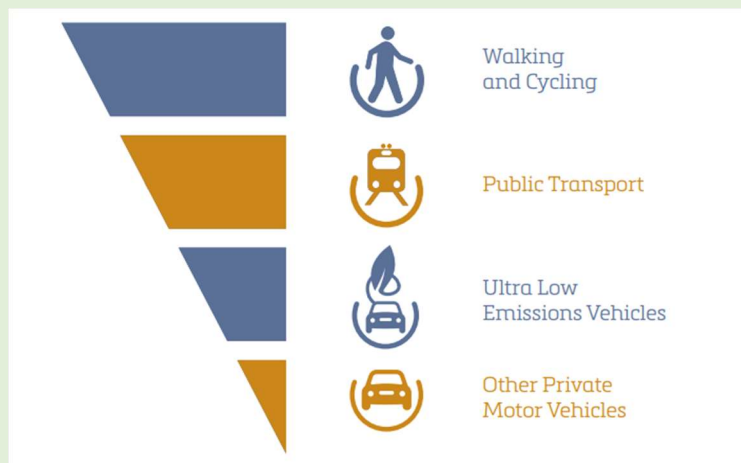 Walking
and Cycling
Public Transport
Ultra Low
Emissions Vehicles
Other Private
Motor Vehicles